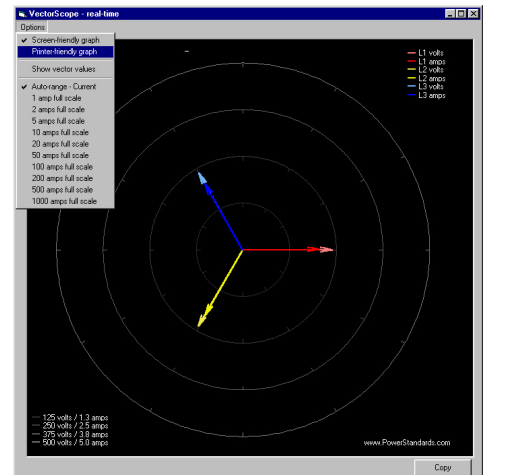 VectorScope - real-time
Options
Screen-friendly graph
Printer-friendly graph
Show vector values
Auto-range - Current
1 amp full scale
2 amps full scale
5 amps full scale
10 amps full scale
20 amps full scale
50 amps full scale
100 amps full scale
200 amps full scale
500 amps full scale
1000 amps full scale
L1 volts
L1 amps
L2 volts
L2 amps
L3 volts
L3 amps
125 volts / 1.3 amps
250 volts / 2.5 amps
375 volts / 3.8 amps
500 volts / 5.0 amps
www.PowerStandards.com
Copy